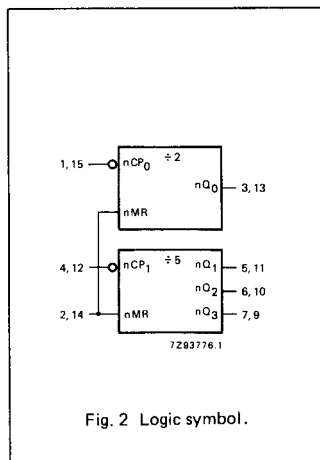 ÷2
1, 15 nCP0
nQ0 3, 13
nMR
÷5
4, 12 nCP1 nQ1 5, 11
nQ2 6, 10
2, 14 nMR nQ3 7, 9
7Z83776.1
Fig. 2 Logic symbol.